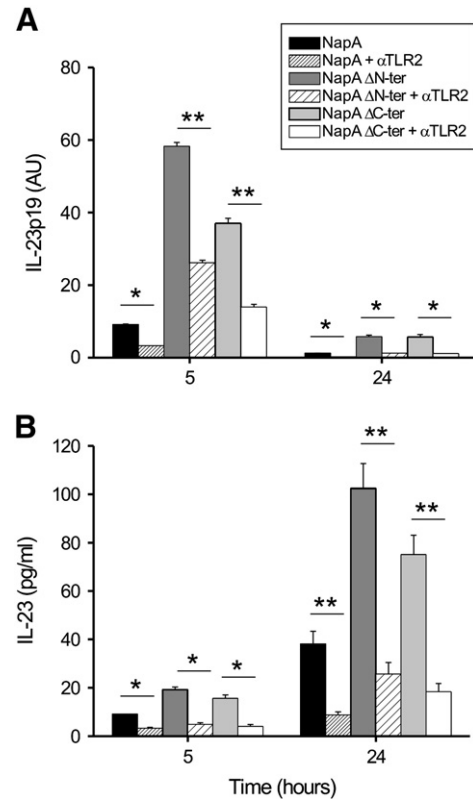 A
NapA
NapA + αTLR2
NapA ΔN-ter
NapA ΔN-ter + αTLR2
NapA ΔC-ter
NapA ΔC-ter + αTLR2
IL-23p19 (AU)
80
60
40
20
0
*
**
**
*
*
*
5
24
B
IL-23 (pg/ml)
120
100
80
60
40
20
0
*
*
*
**
**
**
5
24
Time (hours)